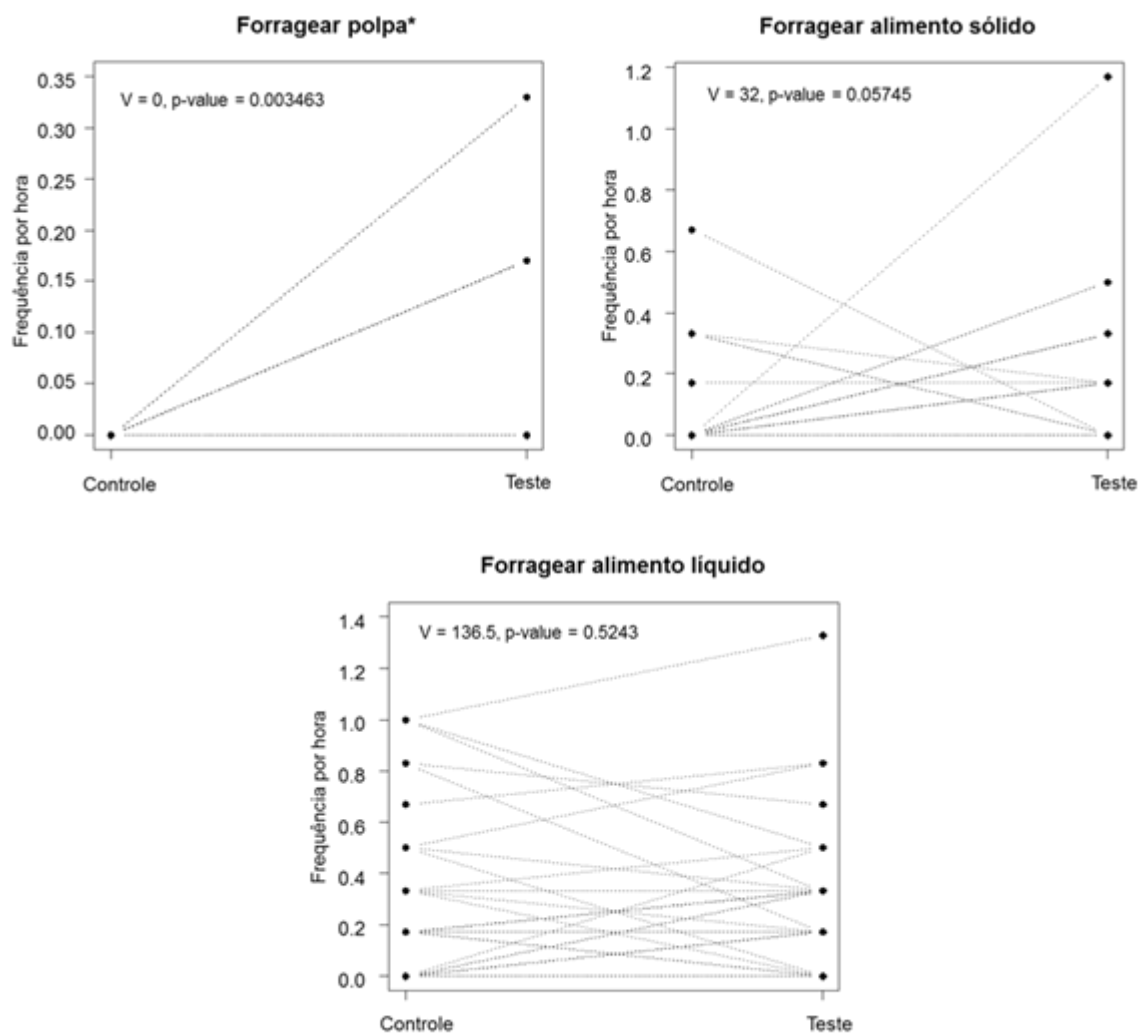 Forragear polpa*
V = 0, p-value = 0.003463
Frequência por hora
0.35
0.30
0.25
0.20
0.15
0.10
0.05
0.00
Controle
Teste
Forragear alimento sólido
V = 32, p-value = 0.05745
Frequência por hora
1.2
1.0
0.8
0.6
0.4
0.2
0.0
Controle
Teste
Forragear alimento líquido
V = 136.5, p-value = 0.5243
Frequência por hora
1.4
1.2
1.0
0.8
0.6
0.4
0.2
0.0
Controle
Teste